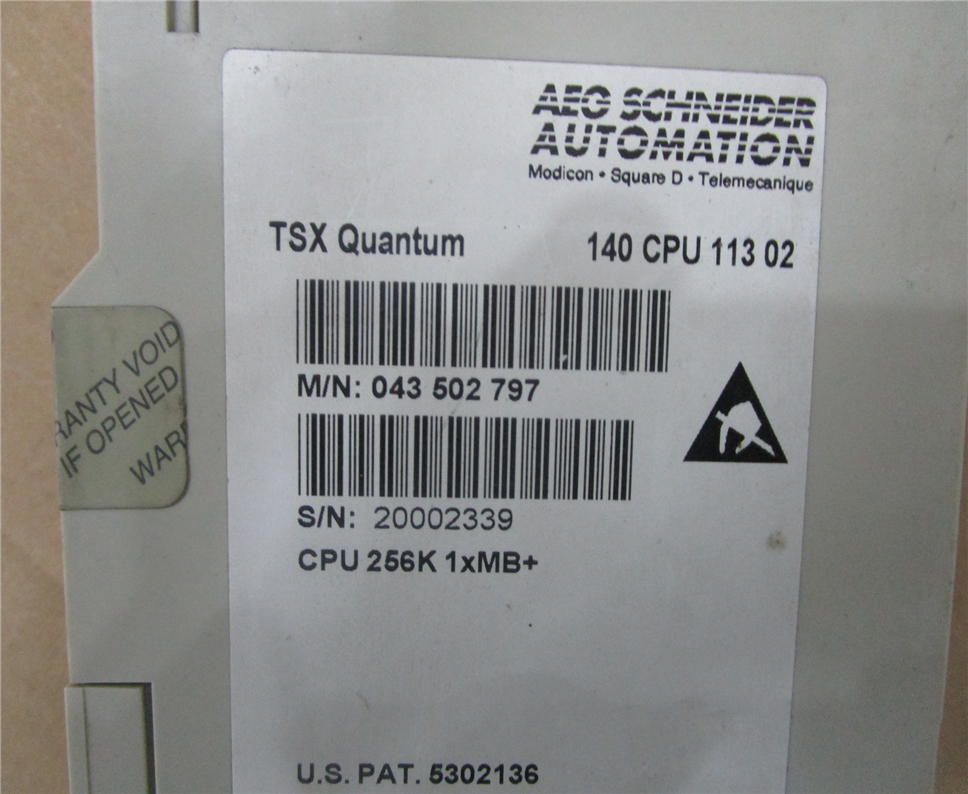 AEG SCHNEIDER
AUTOMATION
Modicon • Square D • Telemecanique
TSX Quantum 140 CPU 113 02
M/N: 043 502 797
S/N: 20002339
CPU 256K 1xMB+
U.S. PAT. 5302136
RANTY VOID
IF OPENED
WARR